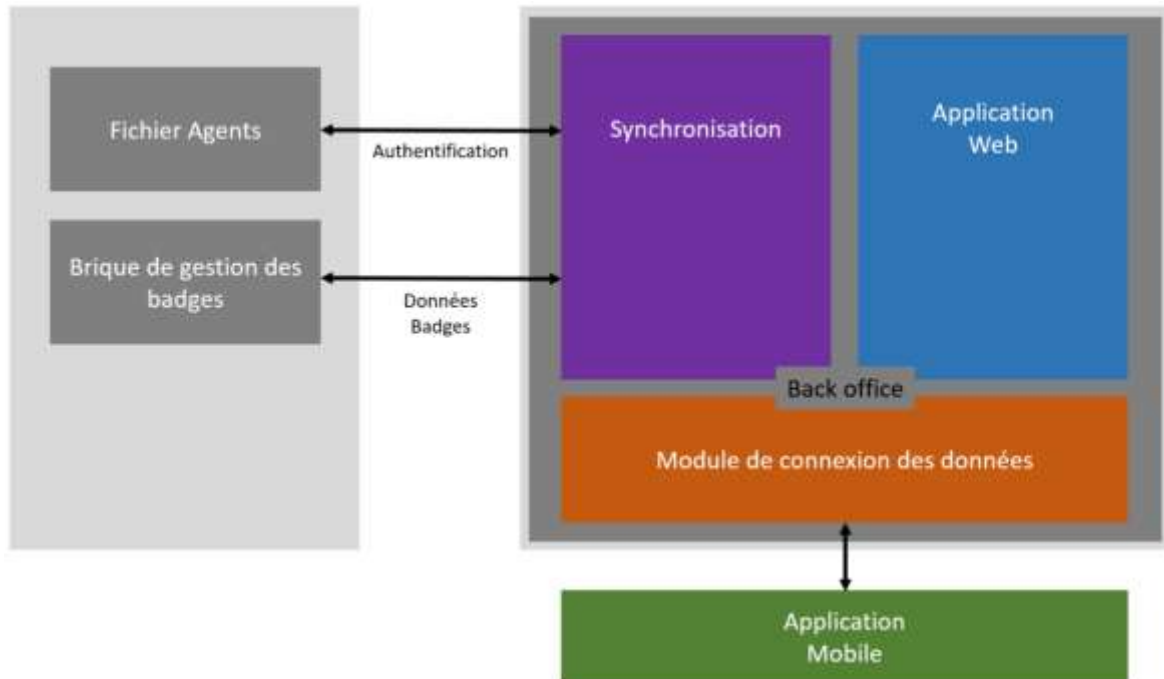 Fichier Agents
Authentification
Brique de gestion des
badges
Données
Badges
Synchronisation
Application
Web
Back office
Module de connexion des données
Application
Mobile